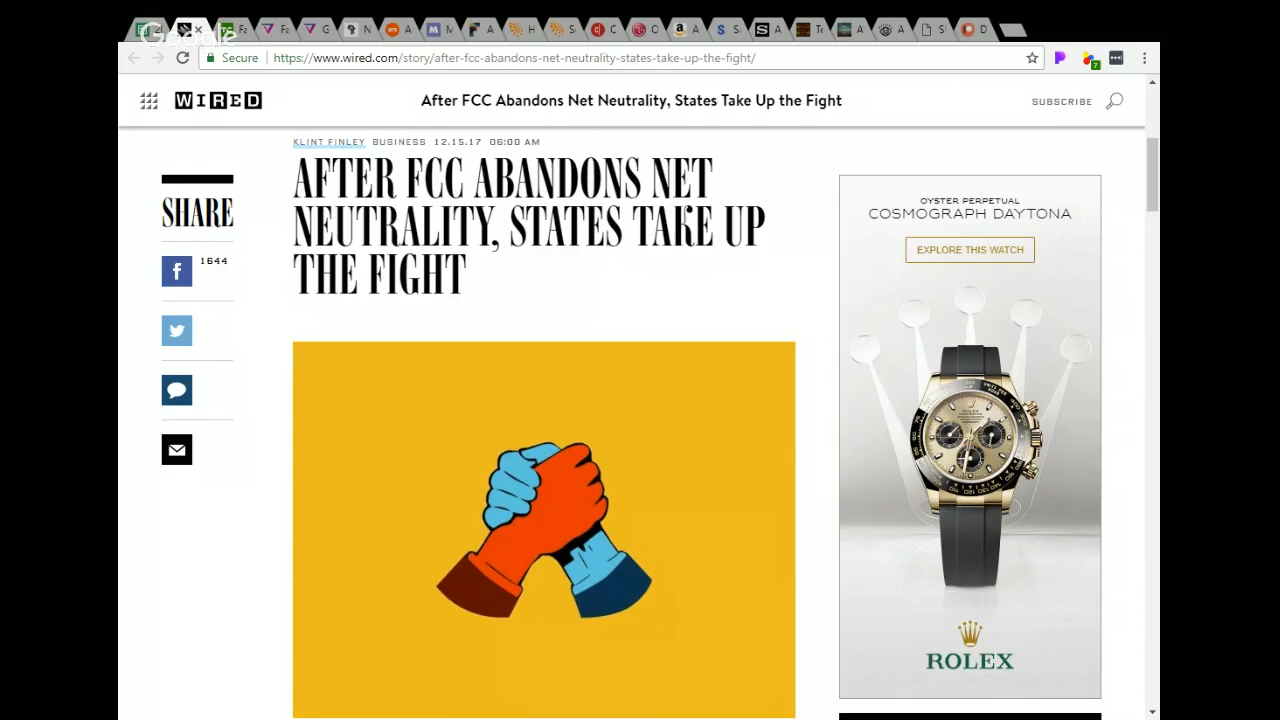 Google
Secure
https://www.wired.com/story/after-fcc-abandons-net-neutrality-states-take-up-the-fight/
7
WIRED
After FCC Abandons Net Neutrality, States Take Up the Fight
SUBSCRIBE
KLINT FINLEY BUSINESS 12.15.17 06:00 AM
AFTER FCC ABANDONS NET
NEUTRALITY, STATES TAKE UP
THE FIGHT
SHARE
1644
OYSTER PERPETUAL
COSMOGRAPH DAYTONA
EXPLORE THIS WATCH
ROLEX